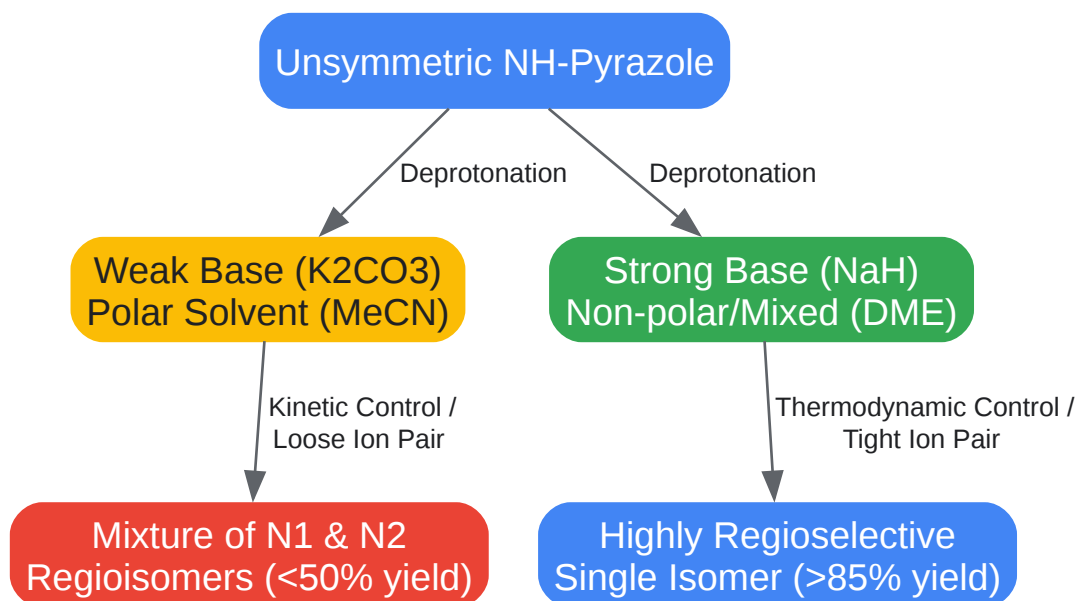 Unsymmetric NH-Pyrazole
Deprotonation
Deprotonation
Weak Base (K2CO3)
Polar Solvent (MeCN)
Strong Base (NaH)
Non-polar/Mixed (DME)
Kinetic Control /
Loose Ion Pair
Thermodynamic Control /
Tight Ion Pair
Mixture of N1 & N2
Regioisomers (<50% yield)
Highly Regioselective
Single Isomer (>85% yield)